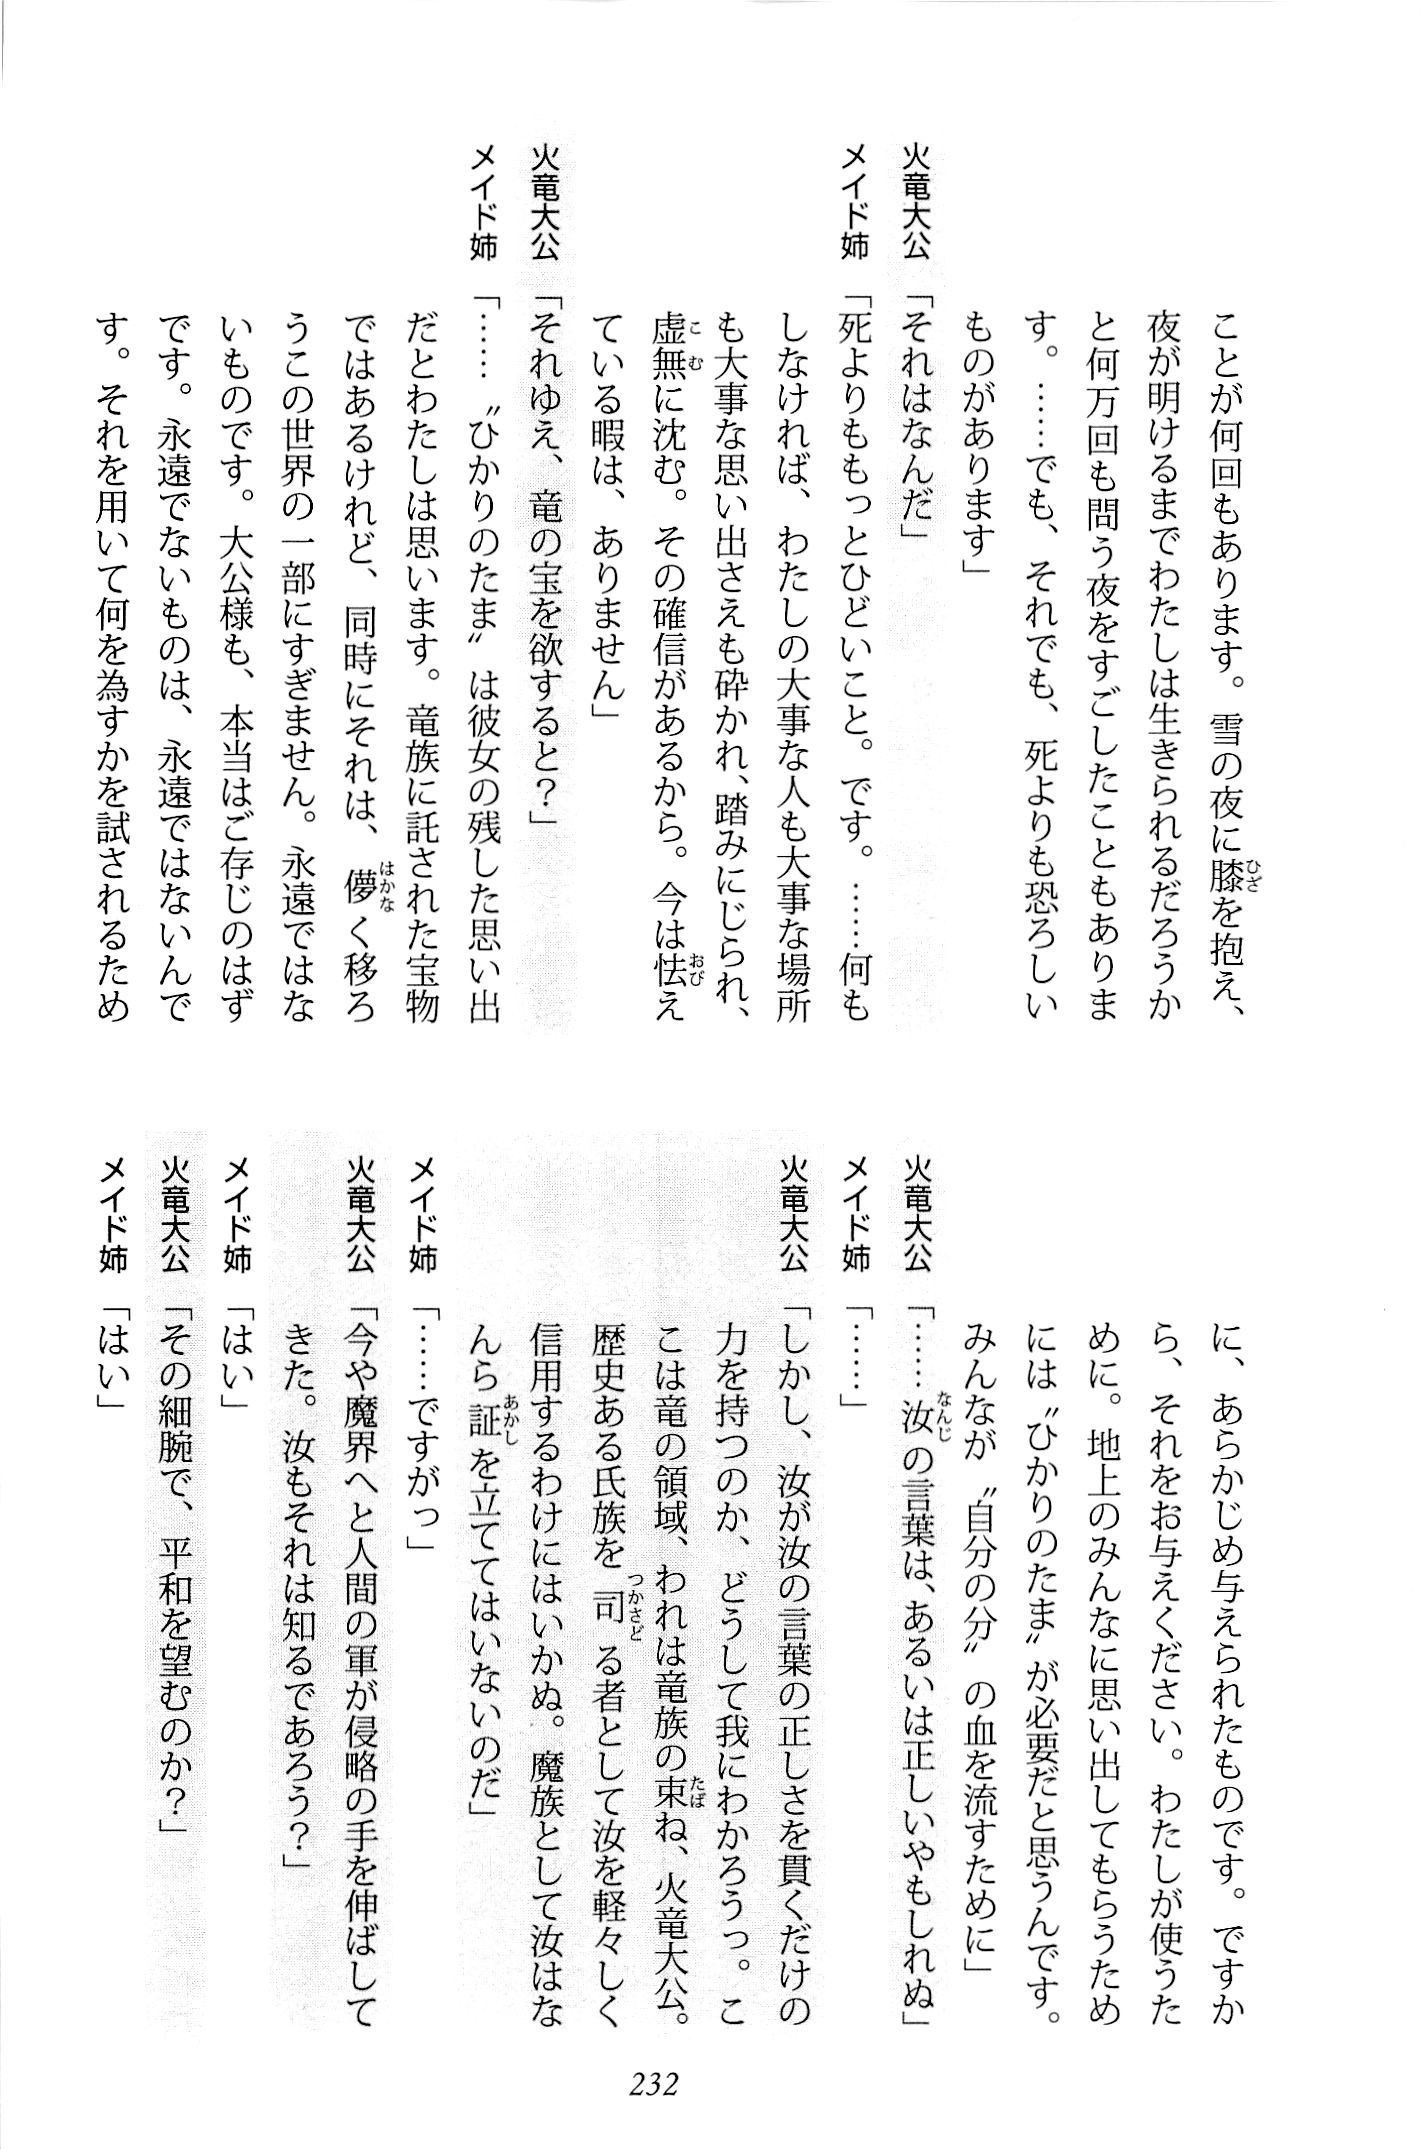 ことが何回もあります。雪の夜に膝を抱え、
夜が明けるまでわたしは生きられるだろうか
と何万回も問う夜をすごしたこともありま
す。……でも、それでも、死よりも恐ろしい
ものがあります」
火竜大公「それはなんだ」
メイド姉「死よりももっとひどいこと。です。……何も
しなければ、わたしの大事な人も大事な場所
も大事な思い出さえも砕かれ、踏みにじられ、
虚無に沈む。その確信があるから。今は怯え
ている暇は、ありません」
火竜大公「それゆえ、竜の宝を欲すると？」
メイド姉「……〝ひかりのたま〟は彼女の残した思い出
だとわたしは思います。竜族に託された宝物
ではあるけれど、同時にそれは、儚く移ろ
うこの世界の一部にすぎません。永遠ではな
いものです。大公様も、本当はご存じのはず
です。永遠でないものは、永遠ではないんで
す。それを用いて何を為すかを試されるため
に、あらかじめ与えられたものです。ですか
ら、それをお与えください。わたしが使うた
めに。地上のみんなに思い出してもらうため
には〝ひかりのたま〟が必要だと思うんです。
みんなが〝自分の分〟の血を流すために」
火竜大公「……汝の言葉は、あるいは正しいやもしれぬ」
メイド姉「……」
火竜大公「しかし、汝が汝の言葉の正しさを貫くだけの
力を持つのか、どうして我にわかろうっ。こ
こは竜の領域、われは竜族の束ね、火竜大公。
歴史ある氏族を司る者として汝を軽々しく
信用するわけにはいかぬ。魔族として汝はな
んら証を立ててはいないのだ」
メイド姉「……ですがっ」
火竜大公「今や魔界へと人間の軍が侵略の手を伸ばして
きた。汝もそれは知るであろう？」
メイド姉「はい」
火竜大公「その細腕で、平和を望むのか？」
メイド姉「はい」
232